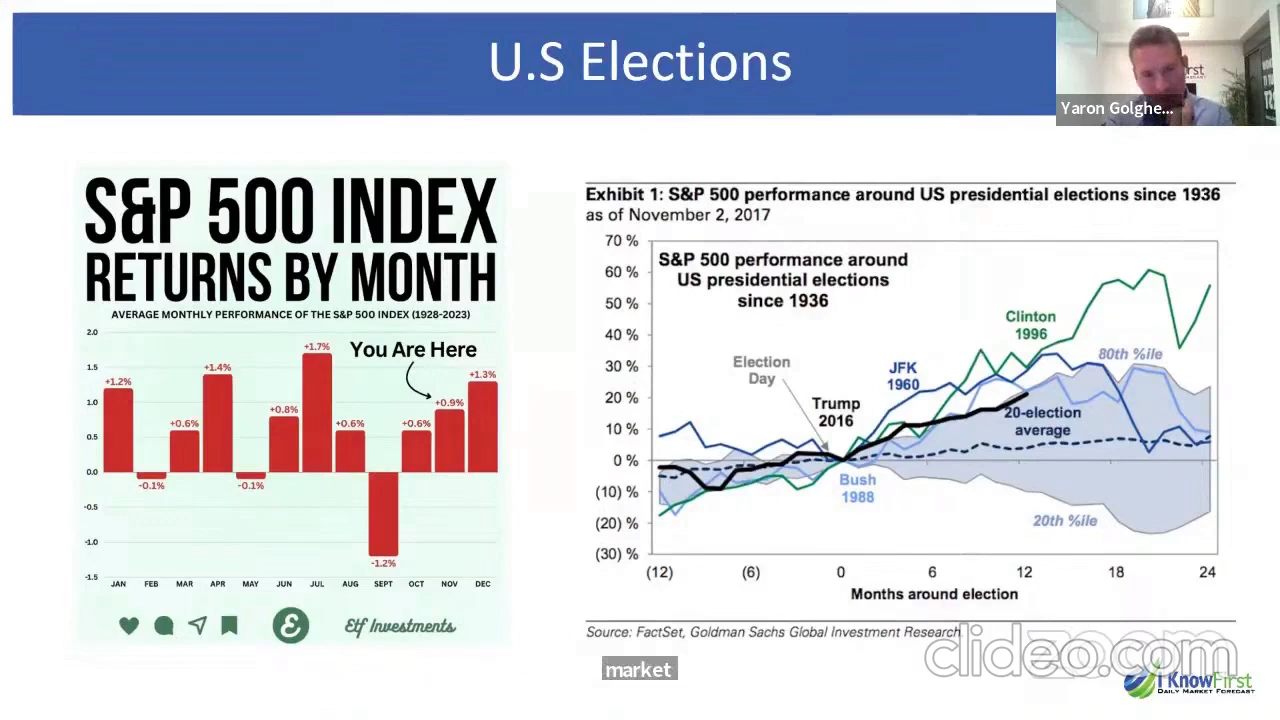 U.S Elections
Yaron Golghe...
S&P 500 INDEX
RETURNS BY MONTH
AVERAGE MONTHLY PERFORMANCE OF THE S&P 500 INDEX (1928-2023)
2.0
1.5
1.0
0.5
0.0
-0.5
-1.0
-1.5
You Are Here
+1.2%
-0.1%
+0.6%
+1.4%
-0.1%
+0.8%
+1.7%
+0.6%
-1.2%
+0.6%
+0.9%
+1.3%
JAN FEB MAR APR MAY JUN JUL AUG SEPT OCT NOV DEC
Etf Investments
Exhibit 1: S&P 500 performance around US presidential elections since 1936
as of November 2, 2017
70 %
60 %
50 %
40 %
30 %
20 %
10 %
0 %
(10) %
(20) %
(30) %
S&P 500 performance around
US presidential elections
since 1936
Election
Day
Trump
2016
JFK
1960
Clinton
1996
80th %ile
20-election
average
Bush
1988
20th %ile
(12) (6) 0 6 12 18 24
Months around election
Source: FactSet, Goldman Sachs Global Investment Research
market
clideo.com
zoom
I KnowFirst
DAILY MARKET FORECAST